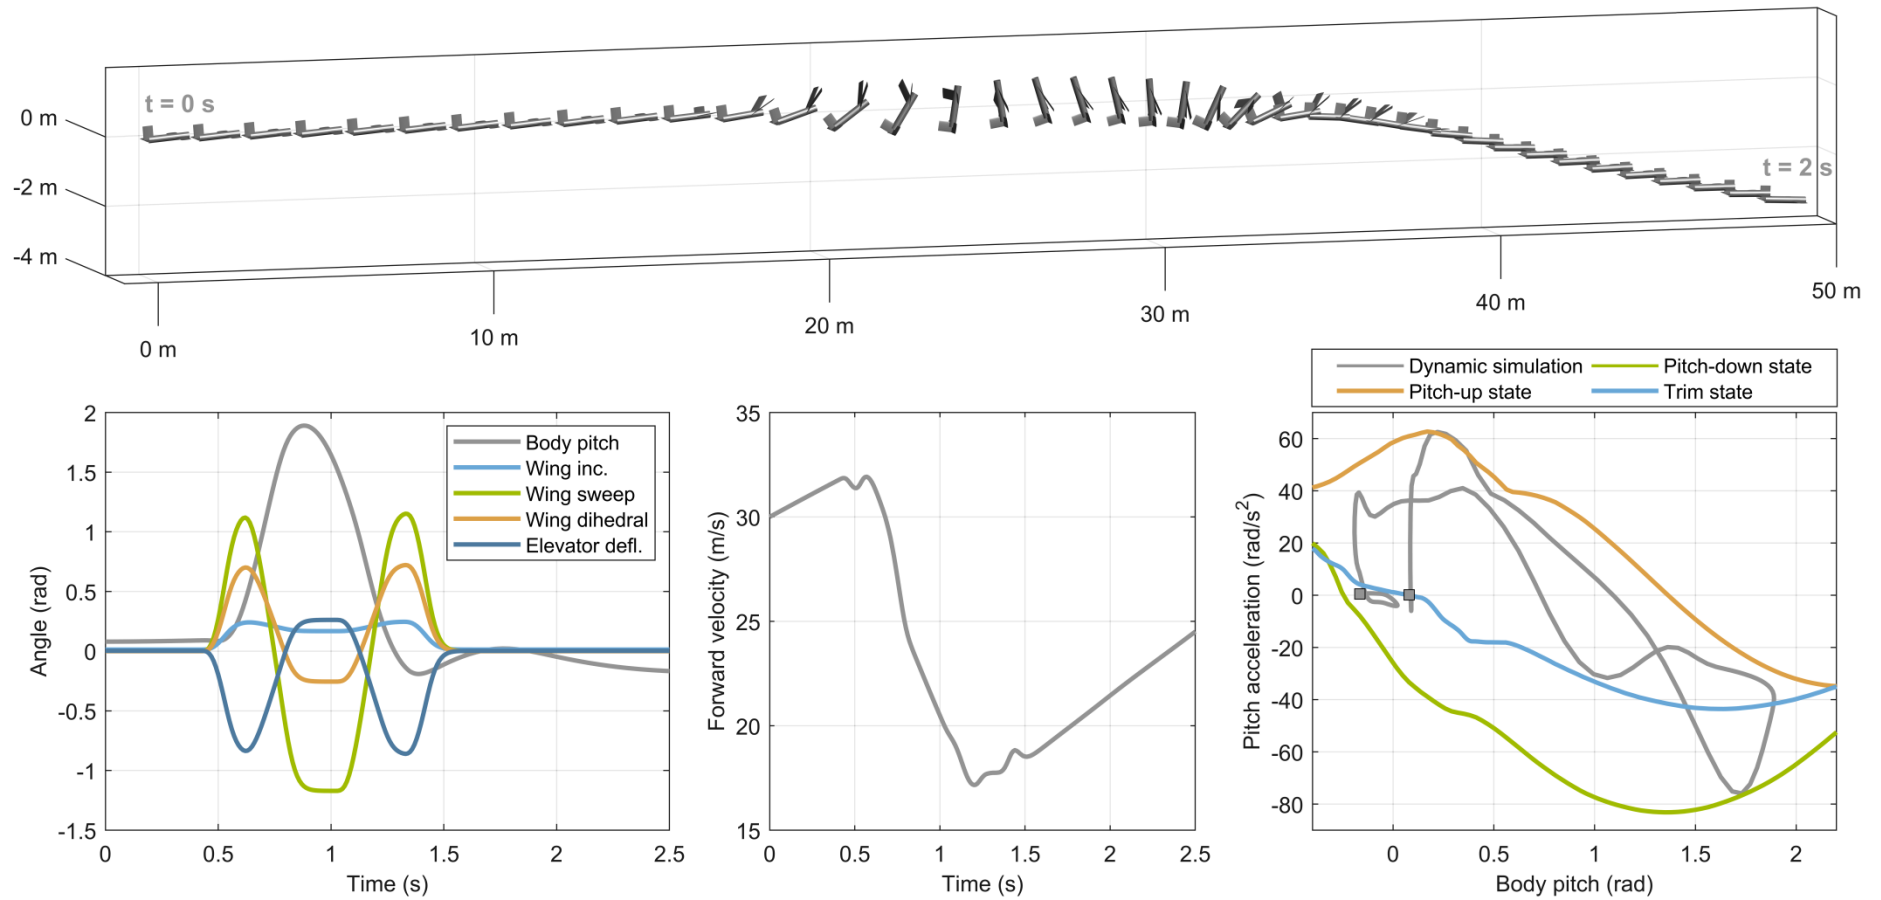 t = 0 s
0 m
-2 m
-4 m
t = 2 s
0 m
10 m
20 m
30 m
40 m
50 m
Angle (rad)
2
1.5
1
0.5
0
-0.5
-1
-1.5
Body pitch
Wing inc.
Wing sweep
Wing dihedral
Elevator defl.
0 0.5 1 1.5 2 2.5
Time (s)
Forward velocity (m/s)
35
30
25
20
15
0 0.5 1 1.5 2 2.5
Time (s)
Dynamic simulation Pitch-down state
Pitch-up state Trim state
Pitch acceleration (rad/s²)
60
40
20
0
-20
-40
-60
-80
0 0.5 1 1.5 2
Body pitch (rad)